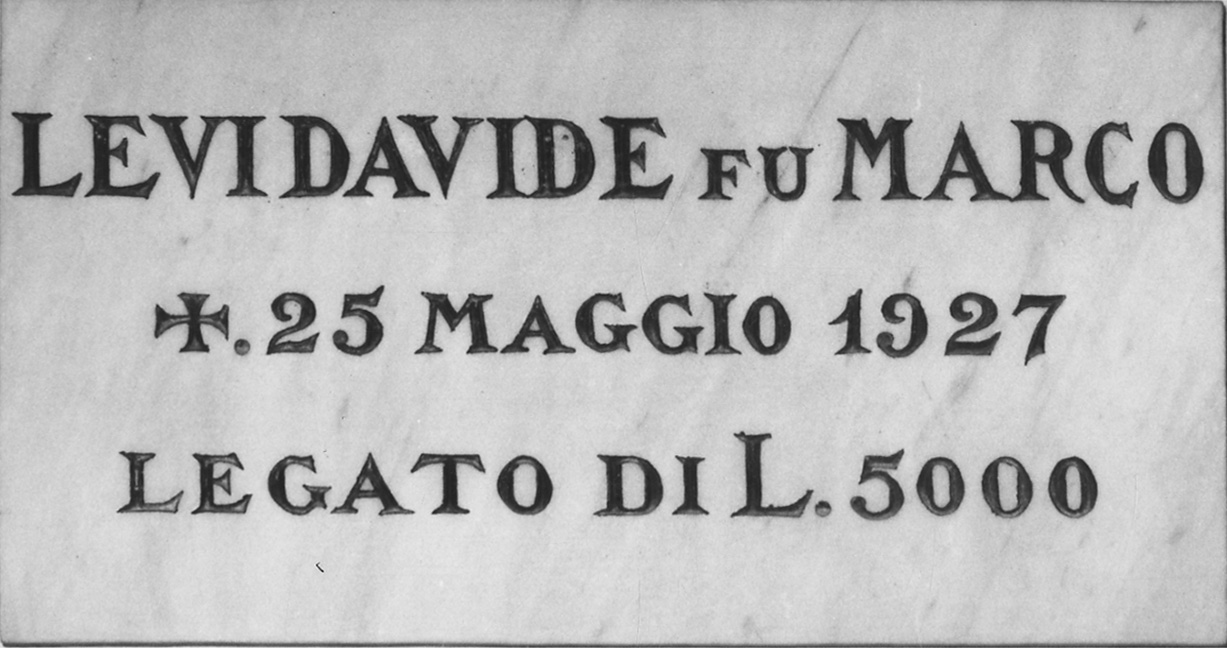 LEVI DAVIDE FU MARCO
✠. 25 MAGGIO 1927
LEGATO DI L. 5000